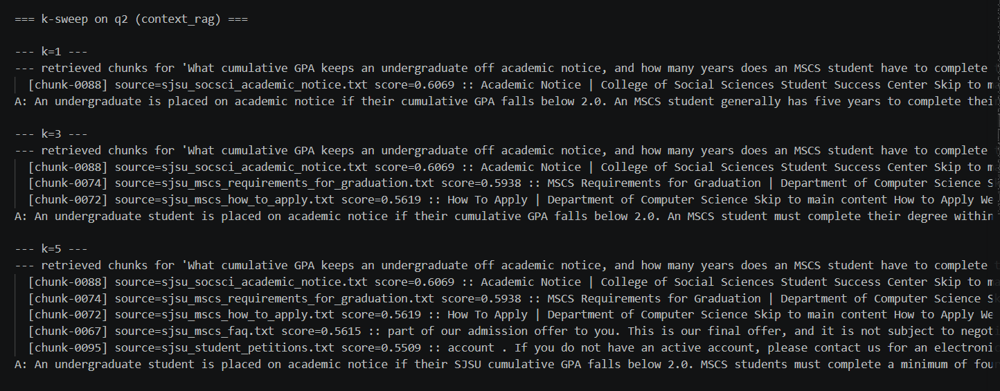 === k-sweep on q2 (context_rag) ===
--- k=1 ---
--- retrieved chunks for 'What cumulative GPA keeps an undergraduate off academic notice, and how many years does an MSCS student have to complete
[chunk-0088] source=sjsu_socsci_academic_notice.txt score=0.6069 :: Academic Notice | College of Social Sciences Student Success Center Skip to m
A: An undergraduate is placed on academic notice if their cumulative GPA falls below 2.0. An MSCS student generally has five years to complete thei
--- k=3 ---
--- retrieved chunks for 'What cumulative GPA keeps an undergraduate off academic notice, and how many years does an MSCS student have to complete
[chunk-0088] source=sjsu_socsci_academic_notice.txt score=0.6069 :: Academic Notice | College of Social Sciences Student Success Center Skip to m
[chunk-0074] source=sjsu_mscs_requirements_for_graduation.txt score=0.5938 :: MSCS Requirements for Graduation | Department of Computer Science S
[chunk-0072] source=sjsu_mscs_how_to_apply.txt score=0.5619 :: How To Apply | Department of Computer Science Skip to main content How to Apply We
A: An undergraduate student is placed on academic notice if their cumulative GPA falls below 2.0. An MSCS student must complete their degree within
--- k=5 ---
--- retrieved chunks for 'What cumulative GPA keeps an undergraduate off academic notice, and how many years does an MSCS student have to complete
[chunk-0088] source=sjsu_socsci_academic_notice.txt score=0.6069 :: Academic Notice | College of Social Sciences Student Success Center Skip to m
[chunk-0074] source=sjsu_mscs_requirements_for_graduation.txt score=0.5938 :: MSCS Requirements for Graduation | Department of Computer Science S
[chunk-0072] source=sjsu_mscs_how_to_apply.txt score=0.5619 :: How To Apply | Department of Computer Science Skip to main content How to Apply We
[chunk-0067] source=sjsu_mscs_faq.txt score=0.5615 :: part of our admission offer to you. This is our final offer, and it is not subject to negot
[chunk-0095] source=sjsu_student_petitions.txt score=0.5509 :: account . If you do not have an active account, please contact us for an electroni
A: An undergraduate student is placed on academic notice if their SJSU cumulative GPA falls below 2.0. MSCS students must complete a minimum of fou